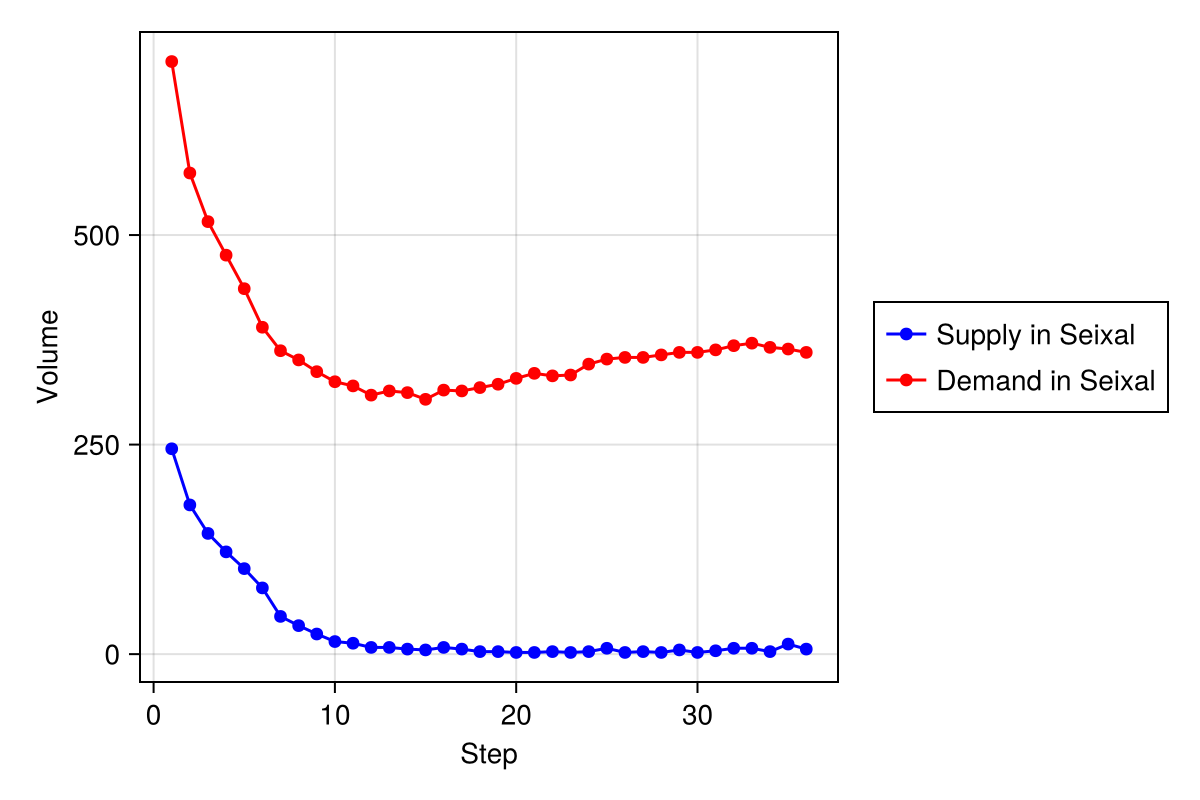 Volume
500
250
0
0 10 20 30
Step
Supply in Seixal
Demand in Seixal